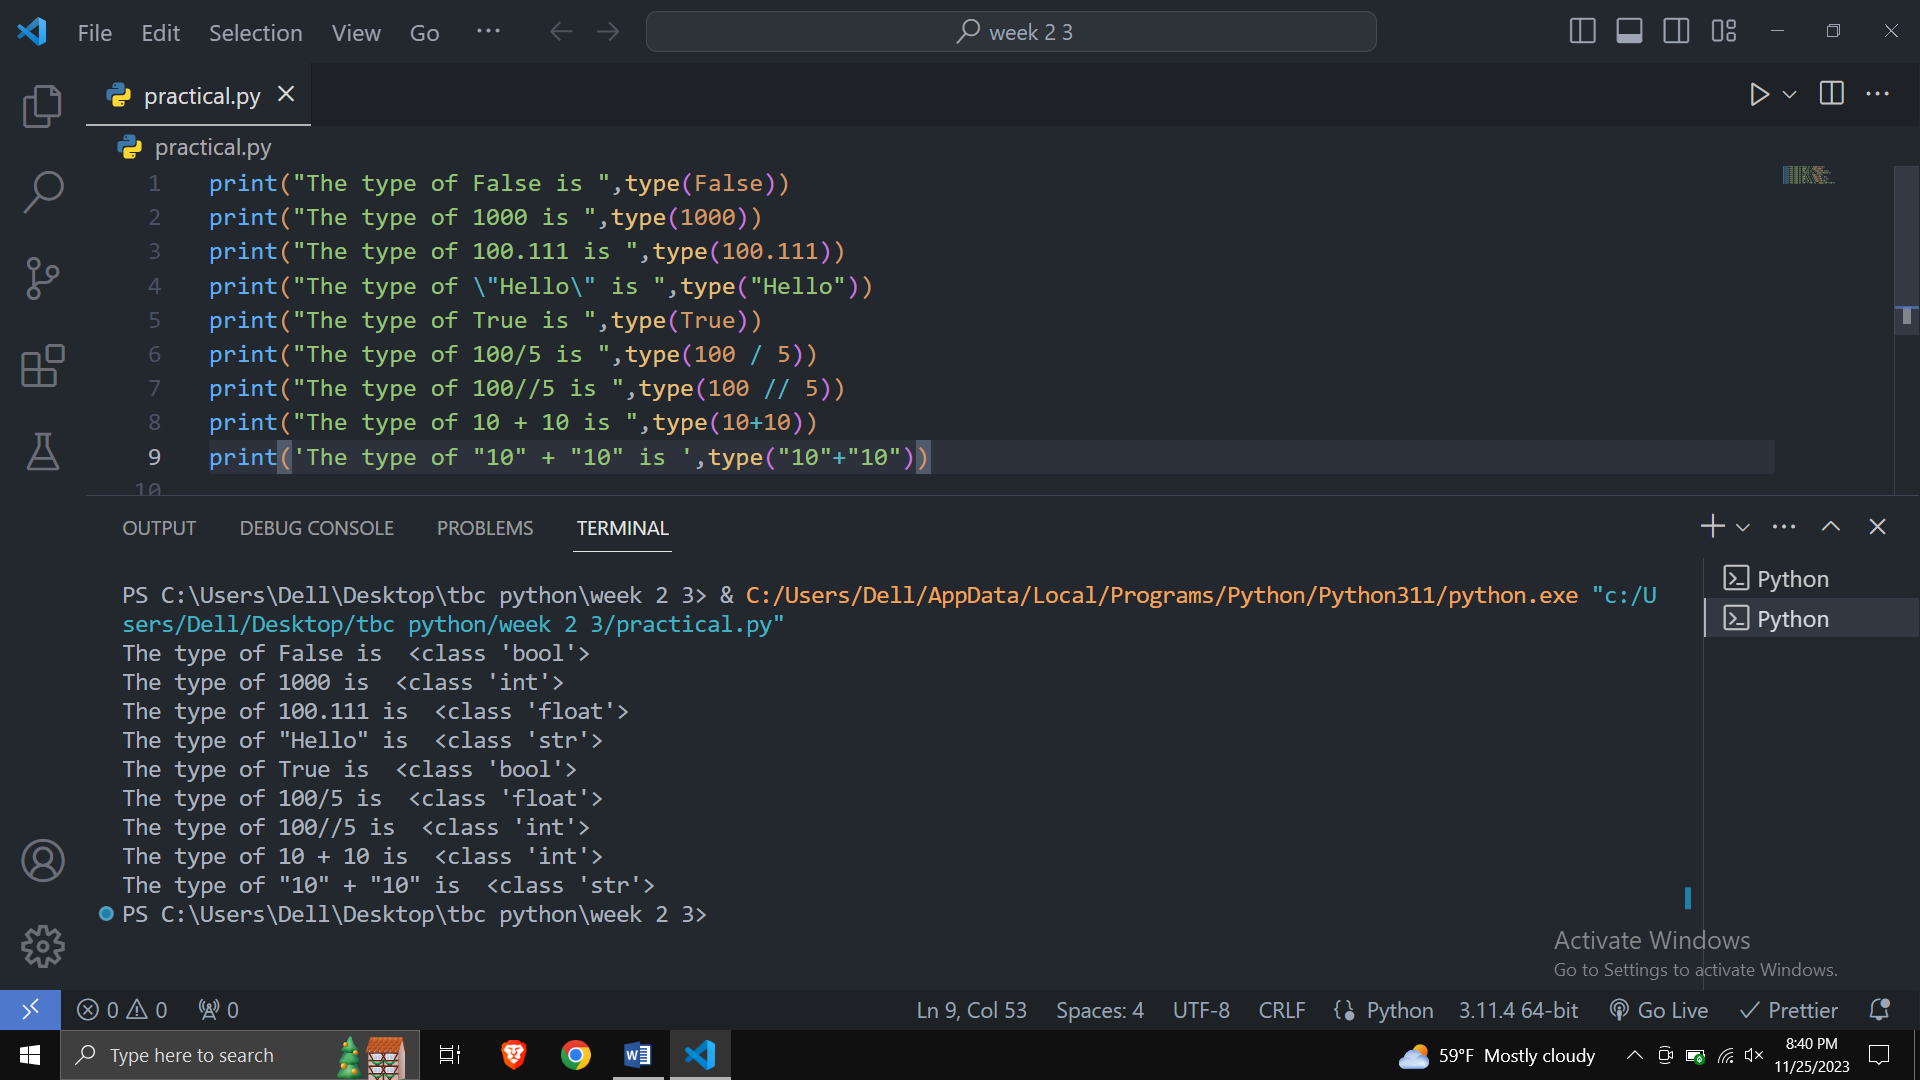 File Edit Selection View Go ··· week 2 3
practical.py
practical.py
1 print("The type of False is ",type(False))
2 print("The type of 1000 is ",type(1000))
3 print("The type of 100.111 is ",type(100.111))
4 print("The type of \"Hello\" is ",type("Hello"))
5 print("The type of True is ",type(True))
6 print("The type of 100/5 is ",type(100 / 5))
7 print("The type of 100//5 is ",type(100 // 5))
8 print("The type of 10 + 10 is ",type(10+10))
9 print('The type of "10" + "10" is ',type("10"+"10"))
10
OUTPUT DEBUG CONSOLE PROBLEMS TERMINAL
PS C:\Users\Dell\Desktop\tbc python\week 2 3> & C:/Users/Dell/AppData/Local/Programs/Python/Python311/python.exe "c:/U
sers/Dell/Desktop/tbc python/week 2 3/practical.py"
The type of False is  <class 'bool'>
The type of 1000 is  <class 'int'>
The type of 100.111 is  <class 'float'>
The type of "Hello" is  <class 'str'>
The type of True is  <class 'bool'>
The type of 100/5 is  <class 'float'>
The type of 100//5 is  <class 'int'>
The type of 10 + 10 is  <class 'int'>
The type of "10" + "10" is  <class 'str'>
PS C:\Users\Dell\Desktop\tbc python\week 2 3>
Python
Python
Activate Windows
Go to Settings to activate Windows.
0 0 0 Ln 9, Col 53 Spaces: 4 UTF-8 CRLF Python 3.11.4 64-bit Go Live Prettier
Type here to search 59°F Mostly cloudy
8:40 PM
11/25/2023